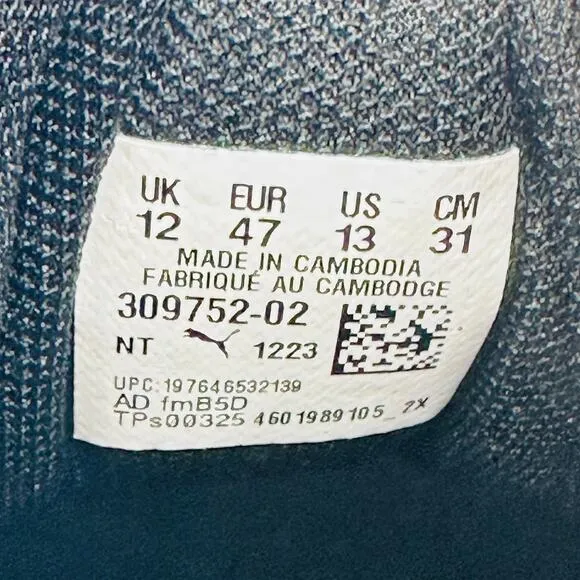 UK EUR US CM
12 47 13 31
MADE IN CAMBODIA
FABRIQUÉ AU CAMBODGE
309752-02
NT 1223
UPC:197646532139
AD fmB5D
TPs00325 4601989105_7X